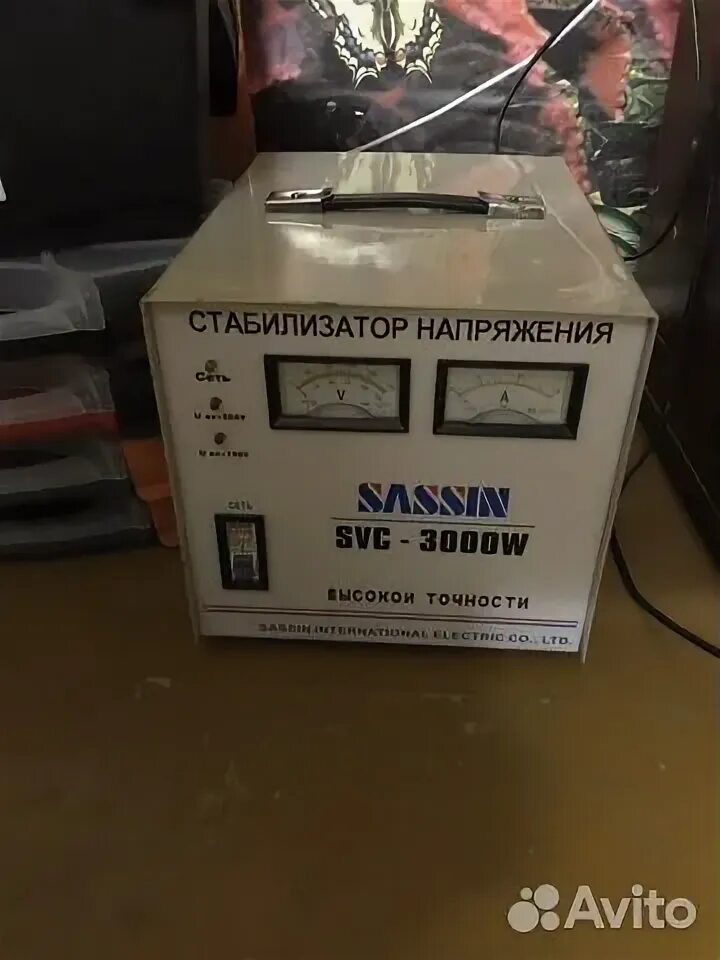 СТАБИЛИЗАТОР НАПРЯЖЕНИЯ
Сеть
V
A
сеть
SASSIN
SVC - 3000W
ВЫСОКОЙ ТОЧНОСТИ
SASSIN INTERNATIONAL ELECTRIC CO., LTD.
Avito